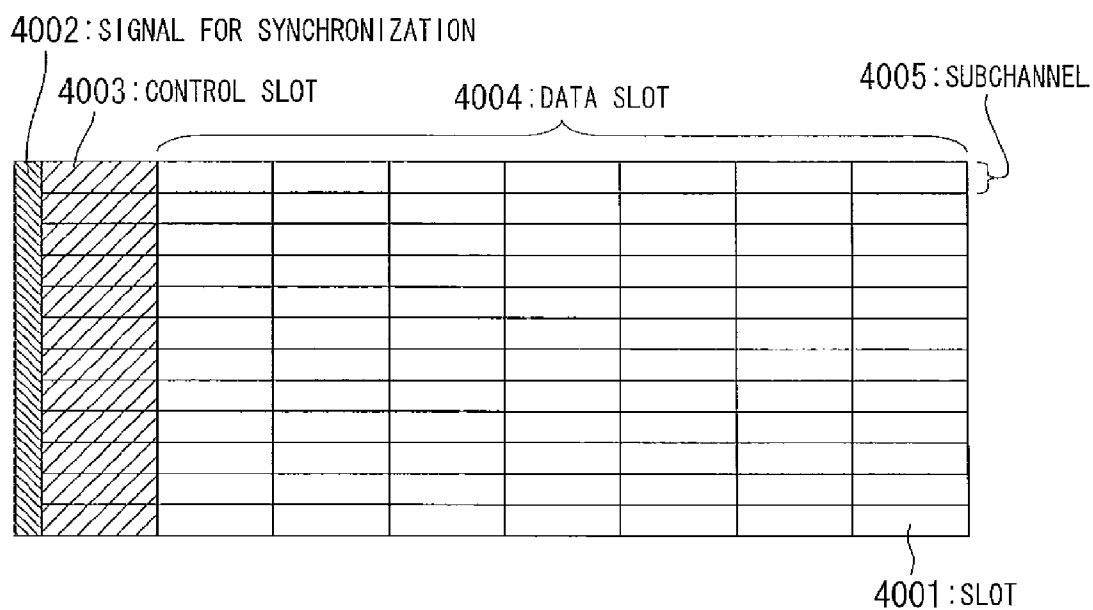 4002:SIGNAL FOR SYNCHRONIZATION
4003:CONTROL SLOT
4004:DATA SLOT
4005:SUBCHANNEL
4001:SLOT